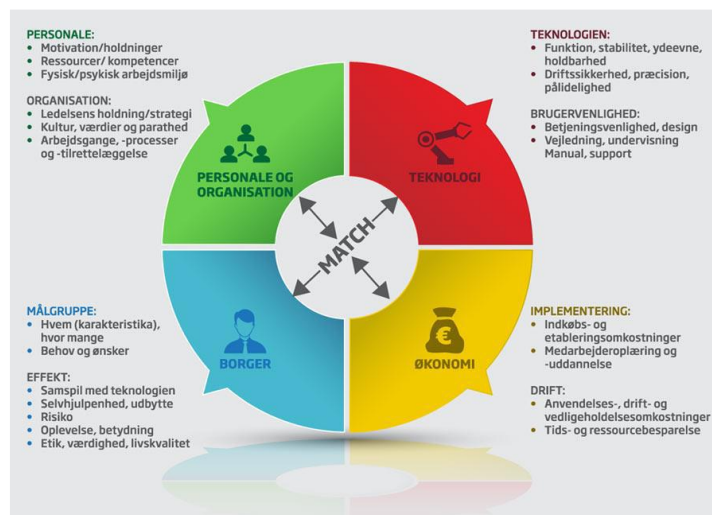 PERSONALE:
• Motivation/holdninger
• Ressourcer/ kompetencer
• Fysisk/psykisk arbejdsmiljø
ORGANISATION:
• Ledelsens holdning/strategi
• Kultur, værdier og parathed
• Arbejdsgange, -processer
og -tilrettelæggelse
TEKNOLOGIEN:
• Funktion, stabilitet, ydeevne,
holdbarhed
• Driftssikkerhed, præcision,
pålidelighed
BRUGERVENLIGHED:
• Betjeningsvenlighed, design
• Vejledning, undervisning
Manual, support
PERSONALE OG
ORGANISATION
TEKNOLOGI
MATCH
BORGER
€
ØKONOMI
MÅLGRUPPE:
• Hvem (karakteristika),
hvor mange
• Behov og ønsker
EFFEKT:
• Samspil med teknologien
• Selvhjulpenhed, udbytte
• Risiko
• Oplevelse, betydning
• Etik, værdighed, livskvalitet
IMPLEMENTERING:
• Indkøbs- og
etableringsomkostninger
• Medarbejderoplæring og
-uddannelse
DRIFT:
• Anvendelses-, drift- og
vedligeholdelsesomkostninger
• Tids- og ressourcebesparelse